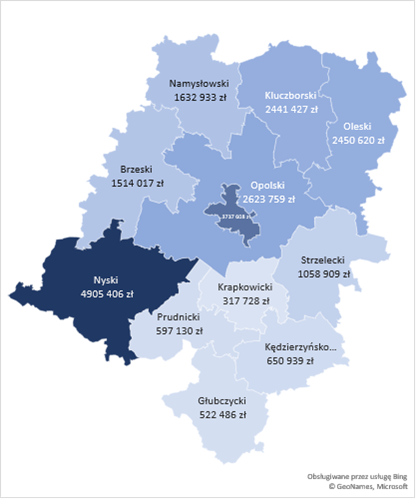 Namysłowski
1632 933 zł
Kluczborski
2441 427 zł
Oleski
2450 620 zł
Brzeski
1514 017 zł
Opolski
2623 759 zł
Strzelecki
1058 909 zł
Nyski
4905 406 zł
Krapkowicki
317 728 zł
Prudnicki
597 130 zł
Kędzierzyńsko...
650 939 zł
Głubczycki
522 486 zł
Obsługiwane przez usługę Bing
© GeoNames, Microsoft